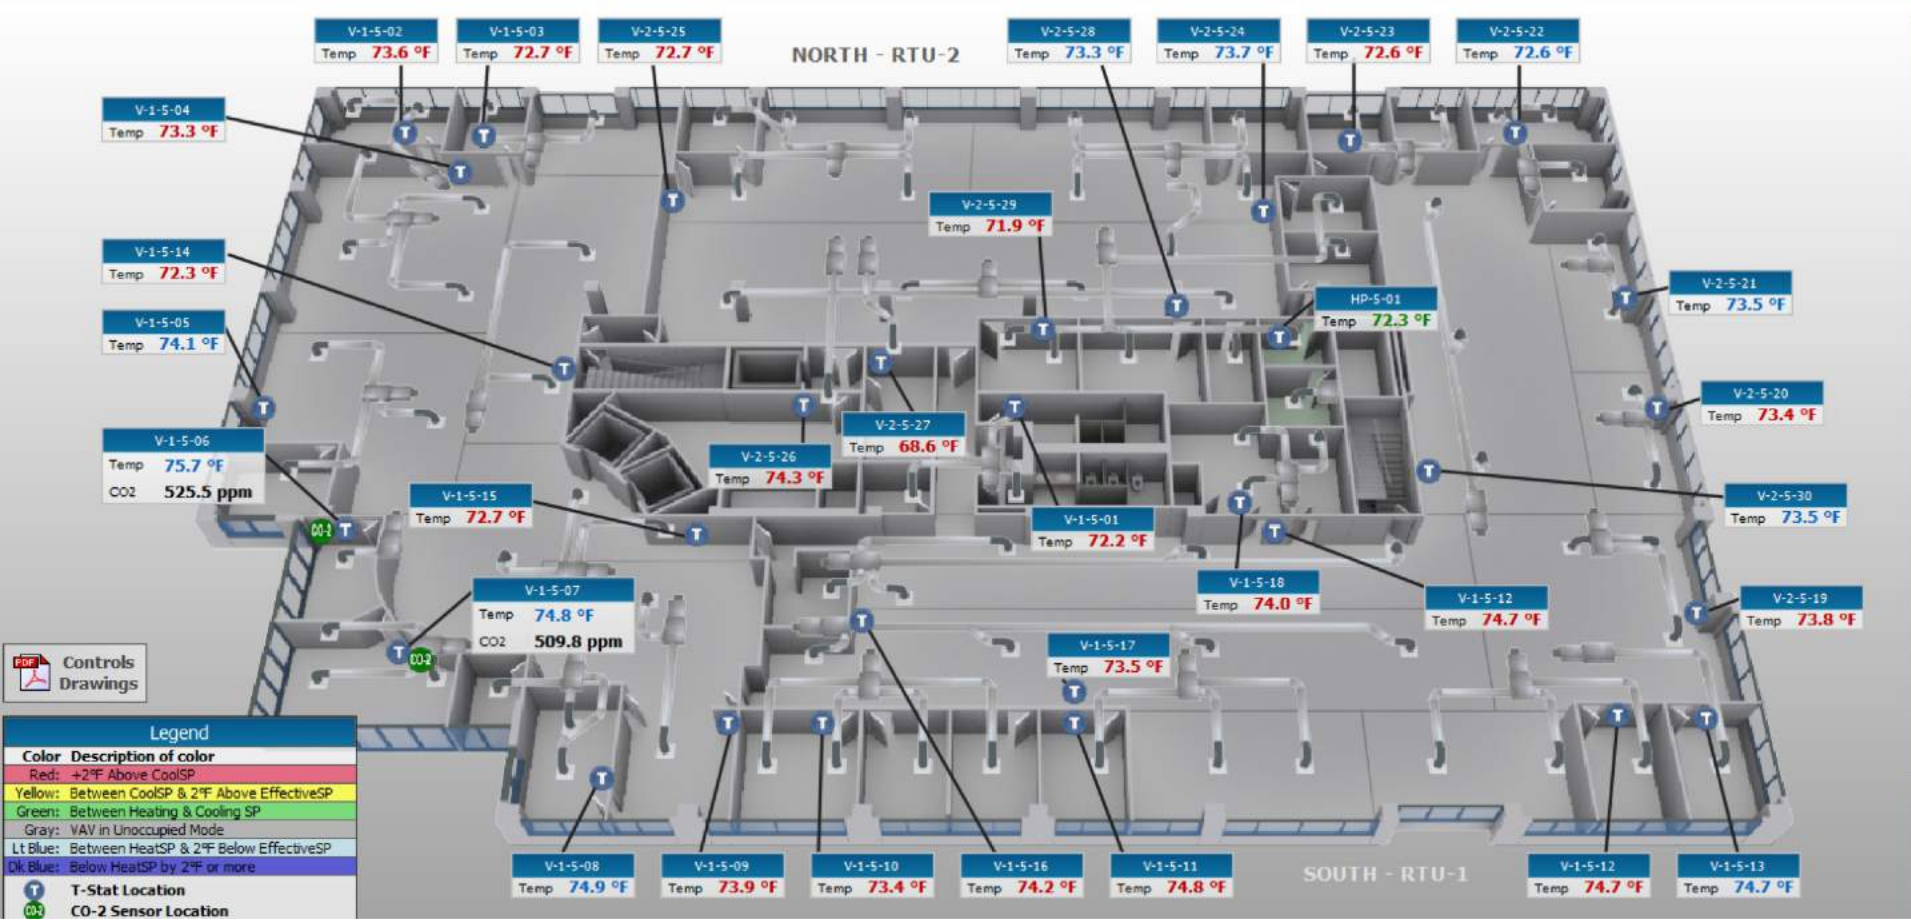 V-1-5-02
Temp 73.6 °F
V-1-5-03
Temp 72.7 °F
V-2-5-25
Temp 72.7 °F
NORTH - RTU-2
V-2-5-28
Temp 73.3 °F
V-2-5-24
Temp 73.7 °F
V-2-5-23
Temp 72.6 °F
V-2-5-22
Temp 72.6 °F
V-1-5-04
Temp 73.3 °F
V-2-5-29
Temp 71.9 °F
V-1-5-14
Temp 72.3 °F
V-2-5-21
Temp 73.5 °F
HP-5-01
Temp 72.3 °F
V-1-5-05
Temp 74.1 °F
V-2-5-20
Temp 73.4 °F
V-2-5-27
Temp 68.6 °F
V-1-5-06
Temp 75.7 °F
CO2 525.5 ppm
V-2-5-26
Temp 74.3 °F
V-1-5-15
Temp 72.7 °F
V-2-5-30
Temp 73.5 °F
V-1-5-01
Temp 72.2 °F
V-1-5-07
Temp 74.8 °F
CO2 509.8 ppm
V-1-5-18
Temp 74.0 °F
V-1-5-12
Temp 74.7 °F
V-2-5-19
Temp 73.8 °F
V-1-5-17
Temp 73.5 °F
T
CO-2
PDF
Controls
Drawings
Legend
Color Description of color
Red: +2°F Above CoolSP
Yellow: Between CoolSP & 2°F Above EffectiveSP
Green: Between Heating & Cooling SP
Gray: VAV in Unoccupied Mode
Lt Blue: Between HeatSP & 2°F Below EffectiveSP
Dk Blue: Below HeatSP by 2°F or more
T T-Stat Location
CO-2 CO-2 Sensor Location
V-1-5-08
Temp 74.9 °F
V-1-5-09
Temp 73.9 °F
V-1-5-10
Temp 73.4 °F
V-1-5-16
Temp 74.2 °F
V-1-5-11
Temp 74.8 °F
SOUTH - RTU-1
V-1-5-12
Temp 74.7 °F
V-1-5-13
Temp 74.7 °F